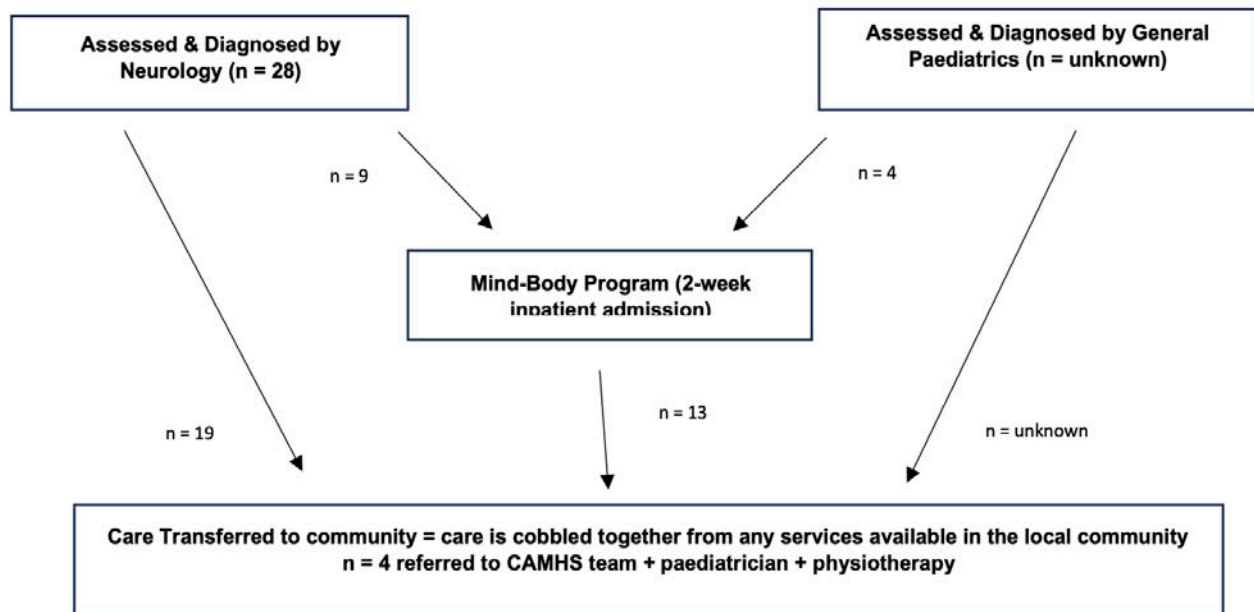 Assessed & Diagnosed by
Neurology (n = 28)
Assessed & Diagnosed by General
Paediatrics (n = unknown)
n = 9
n = 4
Mind-Body Program (2-week
inpatient admission)
n = 13
n = 19
n = unknown
Care Transferred to community = care is cobbled together from any services available in the local community
n = 4 referred to CAMHS team + paediatrician + physiotherapy